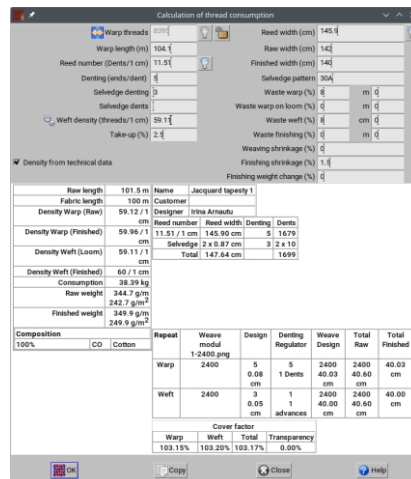 Calculation of thread consumption
Warp threads 8395 Reed width (cm) 145.9
Warp length (m) 104.1 Raw width (cm) 142
Reed number (Dents/1 cm) 11.51 Finished width (cm) 140
Denting (ends/dent) 5 Selvedge pattern 30A
Selvedge denting 3 Waste warp (%) 8 m 0
Selvedge dents Waste warp on loom (%) 0 m 0
Weft density (threads/1 cm) 59.11 Waste weft (%) 8 cm 0
Take-up (%) 2.5 Waste finishing (%) 0 m 0
Weaving shrinkage (%) 0
Density from technical data Finishing shrinkage (%) 1.5
Finishing weight change (%) 0
Raw length 101.5 m
Fabric length 100 m
Density Warp (Raw) 59.12 / 1 cm
Density Warp (Finished) 59.96 / 1 cm
Density Weft (Loom) 59.11 / 1 cm
Density Weft (Finished) 60 / 1 cm
Consumption 38.39 kg
Raw weight 344.7 g/m
242.7 g/m2
Finished weight 349.9 g/m
249.9 g/m2
Composition
100% CO Cotton
Name Jacquard tapesty 1
Customer
Designer Irina Arnautu
Reed number Reed width Denting Dents
11.51 / 1 cm 145.90 cm 5 1679
Selvedge 2 x 0.87 cm 3 2 x 10
Total 147.64 cm 1699
Repeat Weave modul 1-2400.png Design Denting Regulator Weave Design Total Raw Total Finished
Warp 2400 5 5 2400 2400 40.03
0.08 cm 1 Dents 40.03 cm 40.60 cm cm
Weft 2400 3 1 2400 2400 40.00
0.05 cm 1 advances 40.00 cm 40.60 cm cm
Cover factor
Warp Weft Total Transparency
103.15% 103.20% 103.17% 0.00%
OK Copy Close Help